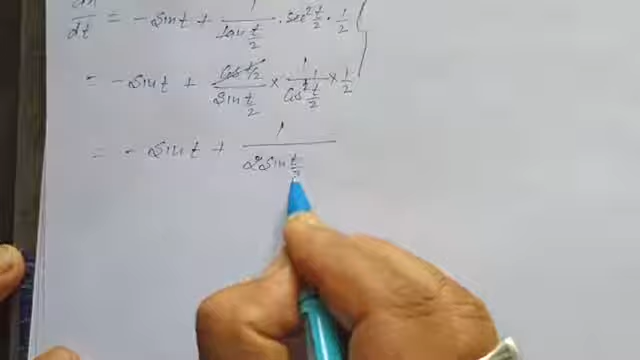 dx/dt = - Sin t + 1/tan t/2 · Sec² t/2 · 1/2
= - Sin t + Cos t/2 / Sin t/2 × 1/Cos² t/2 × 1/2
= - Sin t + 1/2 Sin t/2